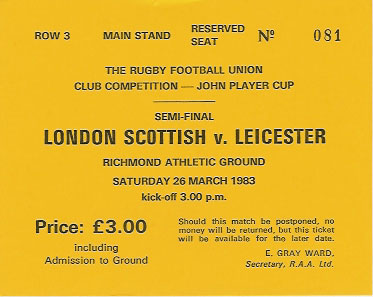 ROW 3 MAIN STAND RESERVED SEAT Nº 081
THE RUGBY FOOTBALL UNION
CLUB COMPETITION — JOHN PLAYER CUP
SEMI-FINAL
LONDON SCOTTISH v. LEICESTER
RICHMOND ATHLETIC GROUND
SATURDAY 26 MARCH 1983
kick-off 3.00 p.m.
Price: £3.00
including
Admission to Ground
Should this match be postponed, no
money will be returned, but this ticket
will be available for the later date.
E. GRAY WARD,
Secretary, R.A.A. Ltd.